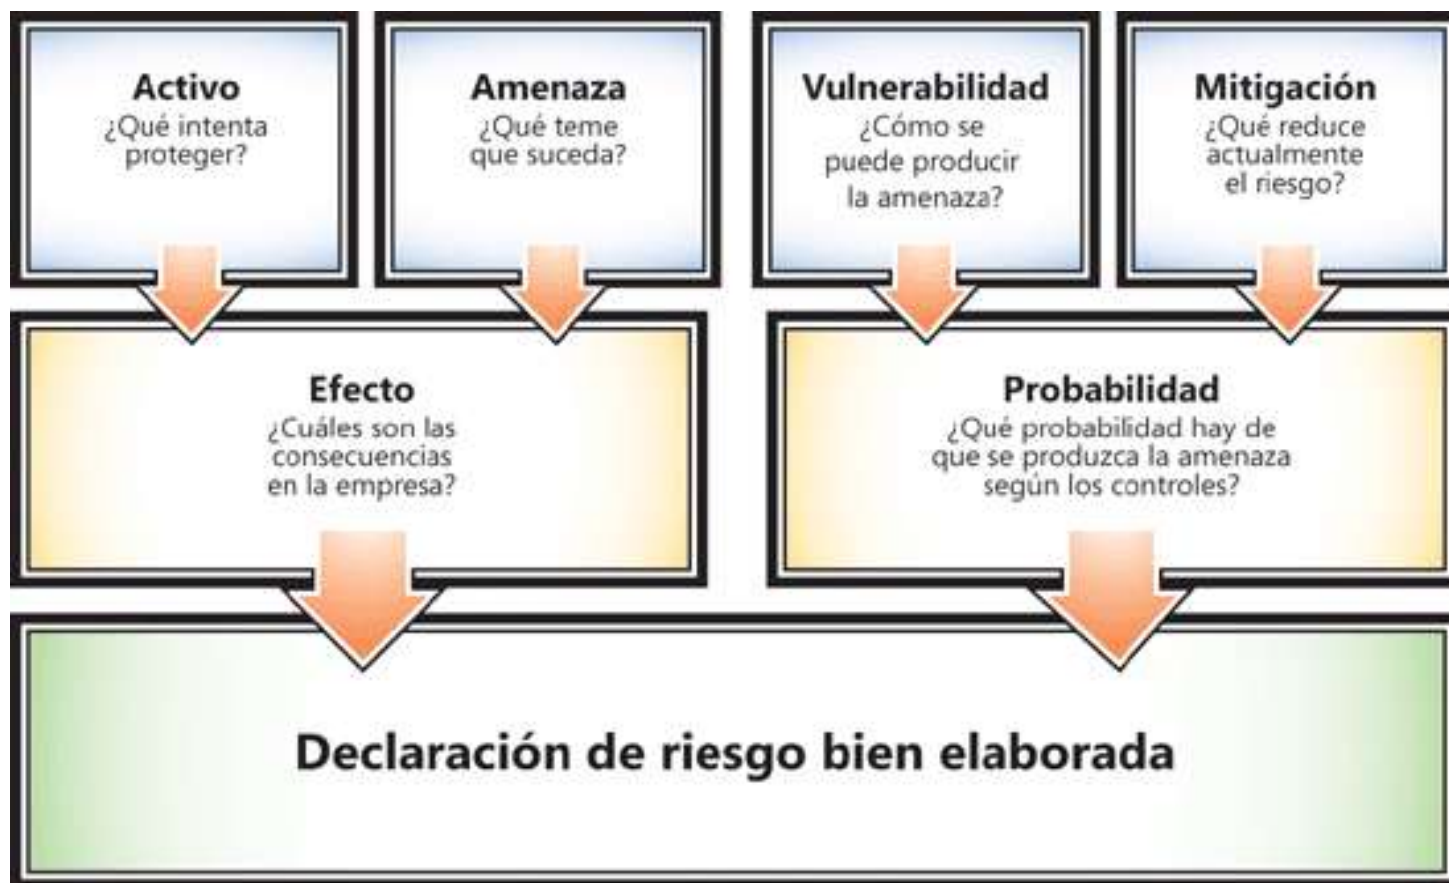 Activo
¿Qué intenta
proteger?
Amenaza
¿Qué teme
que suceda?
Vulnerabilidad
¿Cómo se
puede producir
la amenaza?
Mitigación
¿Qué reduce
actualmente
el riesgo?
Efecto
¿Cuáles son las
consecuencias
en la empresa?
Probabilidad
¿Qué probabilidad hay de
que se produzca la amenaza
según los controles?
Declaración de riesgo bien elaborada